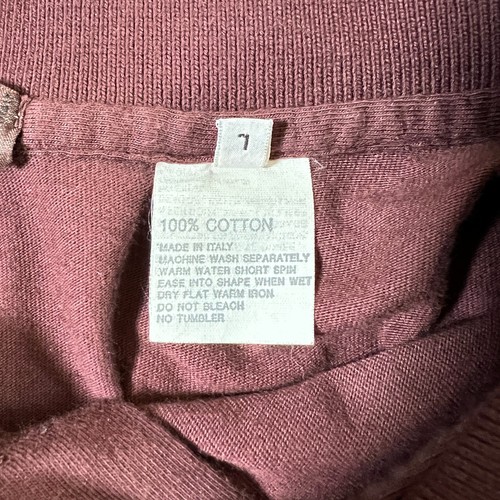 100% COTTON
MADE IN ITALY
MACHINE WASH SEPARATELY
WARM WATER SHORT SPIN
EASE INTO SHAPE WHEN WET
DRY FLAT WARM IRON
DO NOT BLEACH
NO TUMBLER